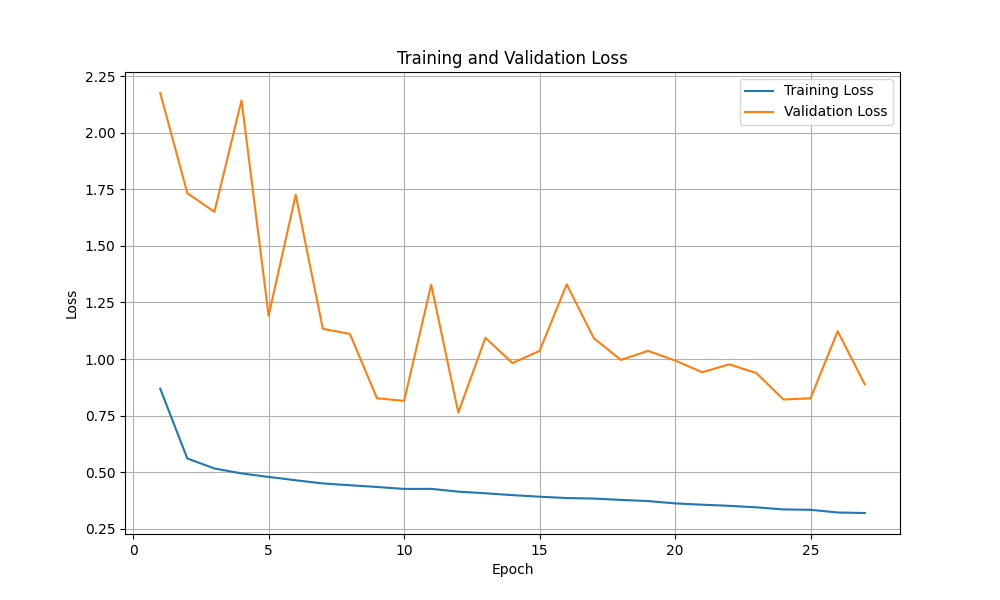 Training and Validation Loss
2.25
2.00
1.75
1.50
1.25
1.00
0.75
0.50
0.25
Loss
Training Loss
Validation Loss
0 5 10 15 20 25
Epoch